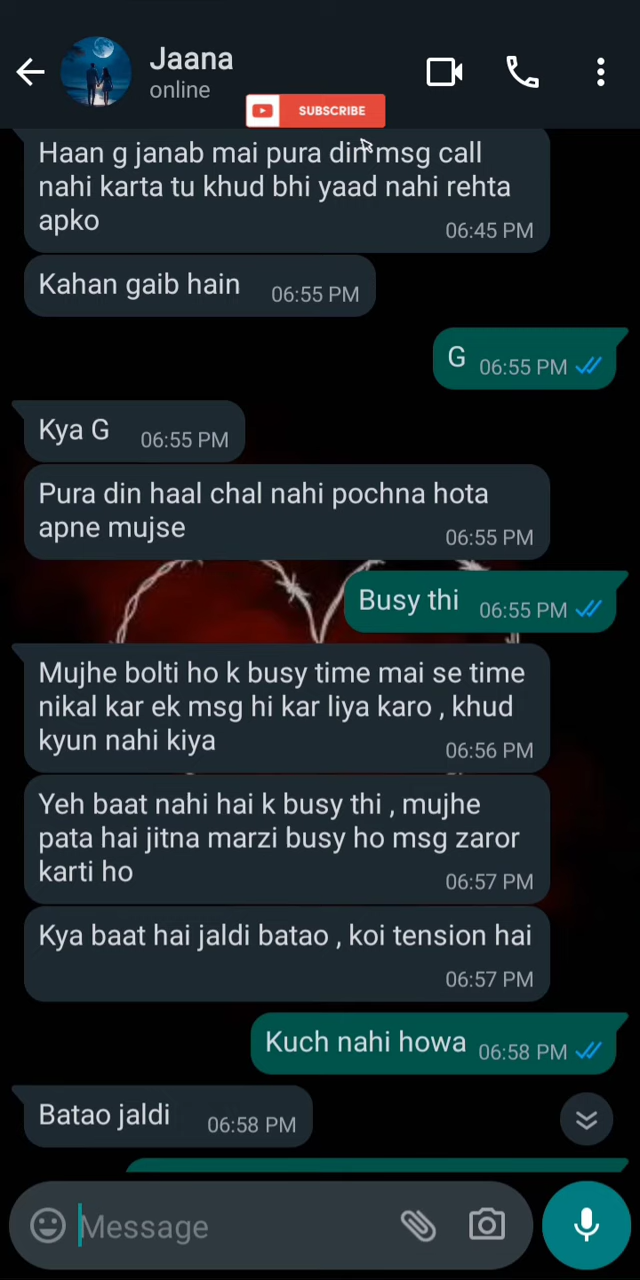 Jaana
online
SUBSCRIBE
Haan g janab mai pura din msg call
nahi karta tu khud bhi yaad nahi rehta
apko
06:45 PM
Kahan gaib hain 06:55 PM
G 06:55 PM
Kya G 06:55 PM
Pura din haal chal nahi pochna hota
apne mujse
06:55 PM
Busy thi 06:55 PM
Mujhe bolti ho k busy time mai se time
nikal kar ek msg hi kar liya karo , khud
kyun nahi kiya
06:56 PM
Yeh baat nahi hai k busy thi , mujhe
pata hai jitna marzi busy ho msg zaror
karti ho
06:57 PM
Kya baat hai jaldi batao , koi tension hai
06:57 PM
Kuch nahi howa 06:58 PM
Batao jaldi 06:58 PM
Message